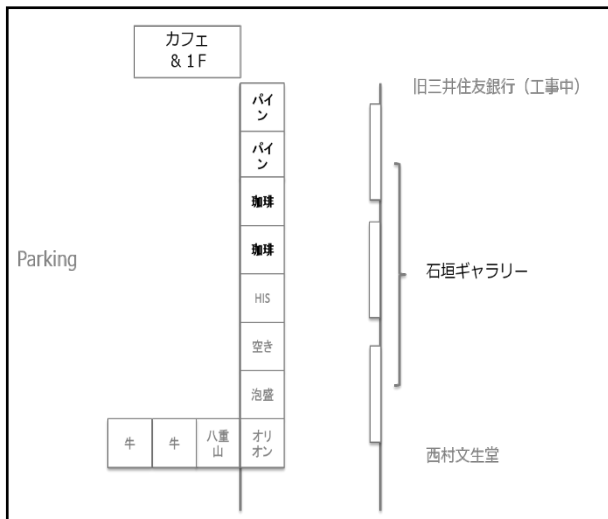 カフェ
& 1F
旧三井住友銀行（工事中）
パイ
ン
パイ
ン
珈琲
珈琲
Parking
石垣ギャラリー
HIS
空き
泡盛
牛
牛
八重
山
オリ
オン
西村文生堂